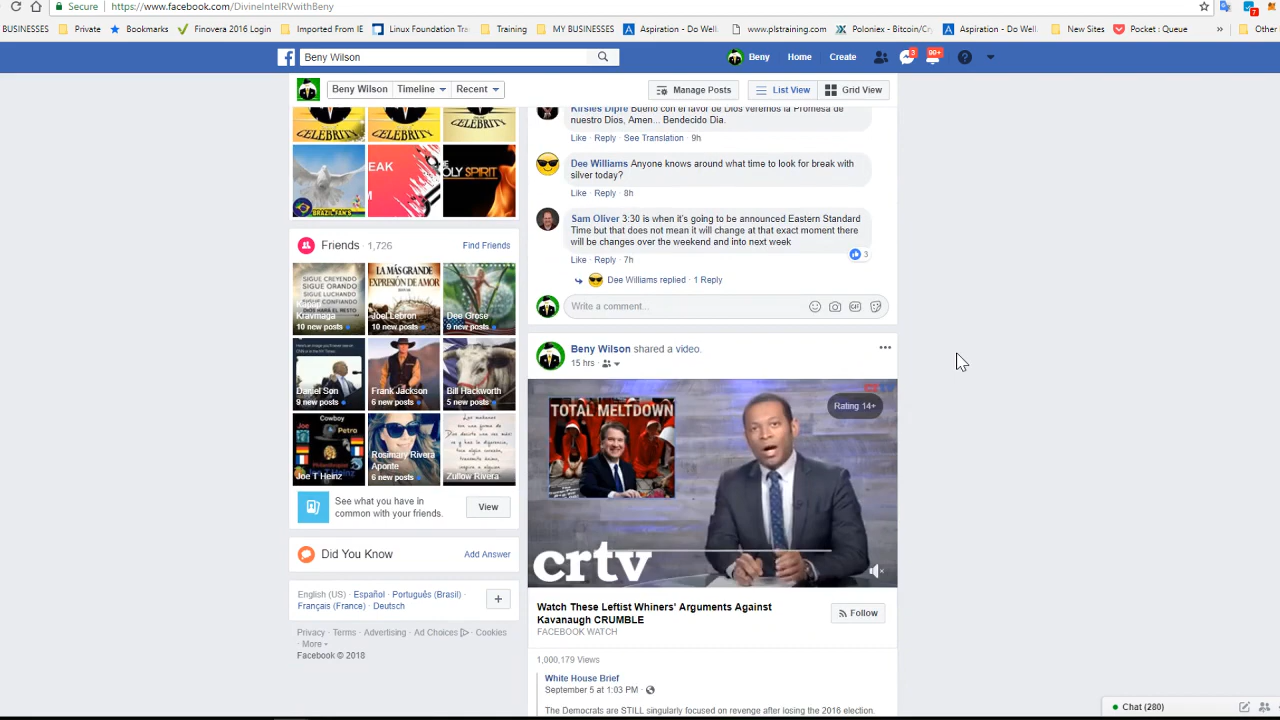 Secure | https://www.facebook.com/DivineIntelRVwithBeny
BUSINESSES Private Bookmarks Finovera 2019 Login Imported From IE Linux Foundation Tra Training MY BUSINESSES Aspiration - Do Well. www.plstraining.com Poloniex - Bitcoin/Cry Aspiration - Do Well. New Sites Pocket : Queue Other
Beny Wilson
Beny Home Create 3 99+
Beny Wilson Timeline Recent Manage Posts List View Grid View
Kirsies Dipre Bueno con el favor de Dios veremos la Promesa de
nuestro Dios, Amen... Bendecido Dia.
Like · Reply · See Translation · 9h
Dee Williams Anyone knows around what time to look for break with
silver today?
Like · Reply · 8h
Sam Oliver 3:30 is when it's going to be announced Eastern Standard
Time but that does not mean it will change at that exact moment there
will be changes over the weekend and into next week
3
Like · Reply · 7h
Dee Williams replied · 1 Reply
Write a comment...
CELEBRITY CELEBRITY CELEBRITY
BRAZIL FAN'S
HOLY SPIRIT
Friends · 1,726 Find Friends
SIGUE CREYENDO
SIGUE ORANDO
SIGUE LUCHANDO
Kravmaga
10 new posts
LA MÁS GRANDE
EXPRESIÓN DE AMOR
Joel Lebron
10 new posts
Dee Grose
9 new posts
Daniel Son
9 new posts
Frank Jackson
6 new posts
Bill Hackworth
5 new posts
Cowboy
Joe Petro
Joe T Heinz
Rosimary Rivera
Aponte
6 new posts
Zuflow Rivera
See what you have in
common with your friends.
View
Did You Know Add Answer
English (US) · Español · Português (Brasil) ·
Français (France) · Deutsch
+
Privacy · Terms · Advertising · Ad Choices · Cookies
· More
Facebook © 2018
Beny Wilson shared a video.
15 hrs ·
TOTAL MELTDOWN
Rating 14+
crtv
Watch These Leftist Whiners' Arguments Against
Kavanaugh CRUMBLE
FACEBOOK WATCH
Follow
1,000,179 Views
White House Brief
September 5 at 1:03 PM ·
The Democrats are STILL singularly focused on revenge after losing the 2016 election.
Chat (280)